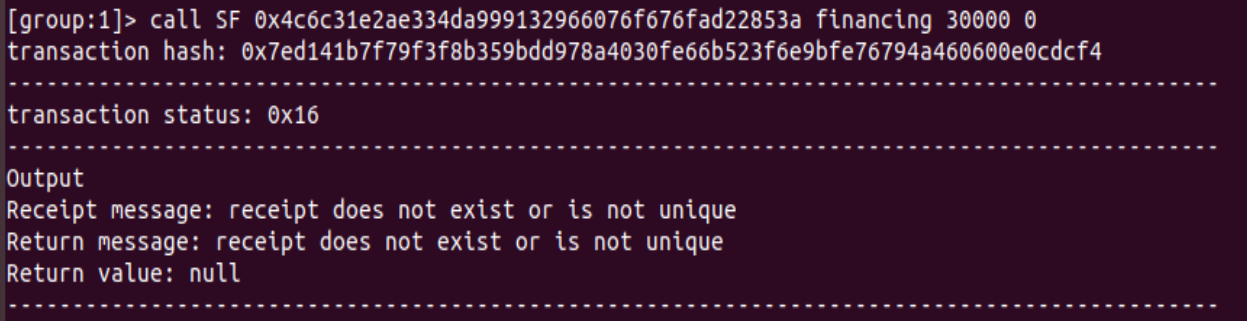 [group:1]> call SF 0x4c6c31e2ae334da999132966076f676fad22853a financing 30000 0
transaction hash: 0x7ed141b7f79f3f8b359bdd978a4030fe66b523f6e9bfe76794a460600e0cdcf4
---------------------------------------------------------------------------------------------
transaction status: 0x16
---------------------------------------------------------------------------------------------
Output
Receipt message: receipt does not exist or is not unique
Return message: receipt does not exist or is not unique
Return value: null
---------------------------------------------------------------------------------------------